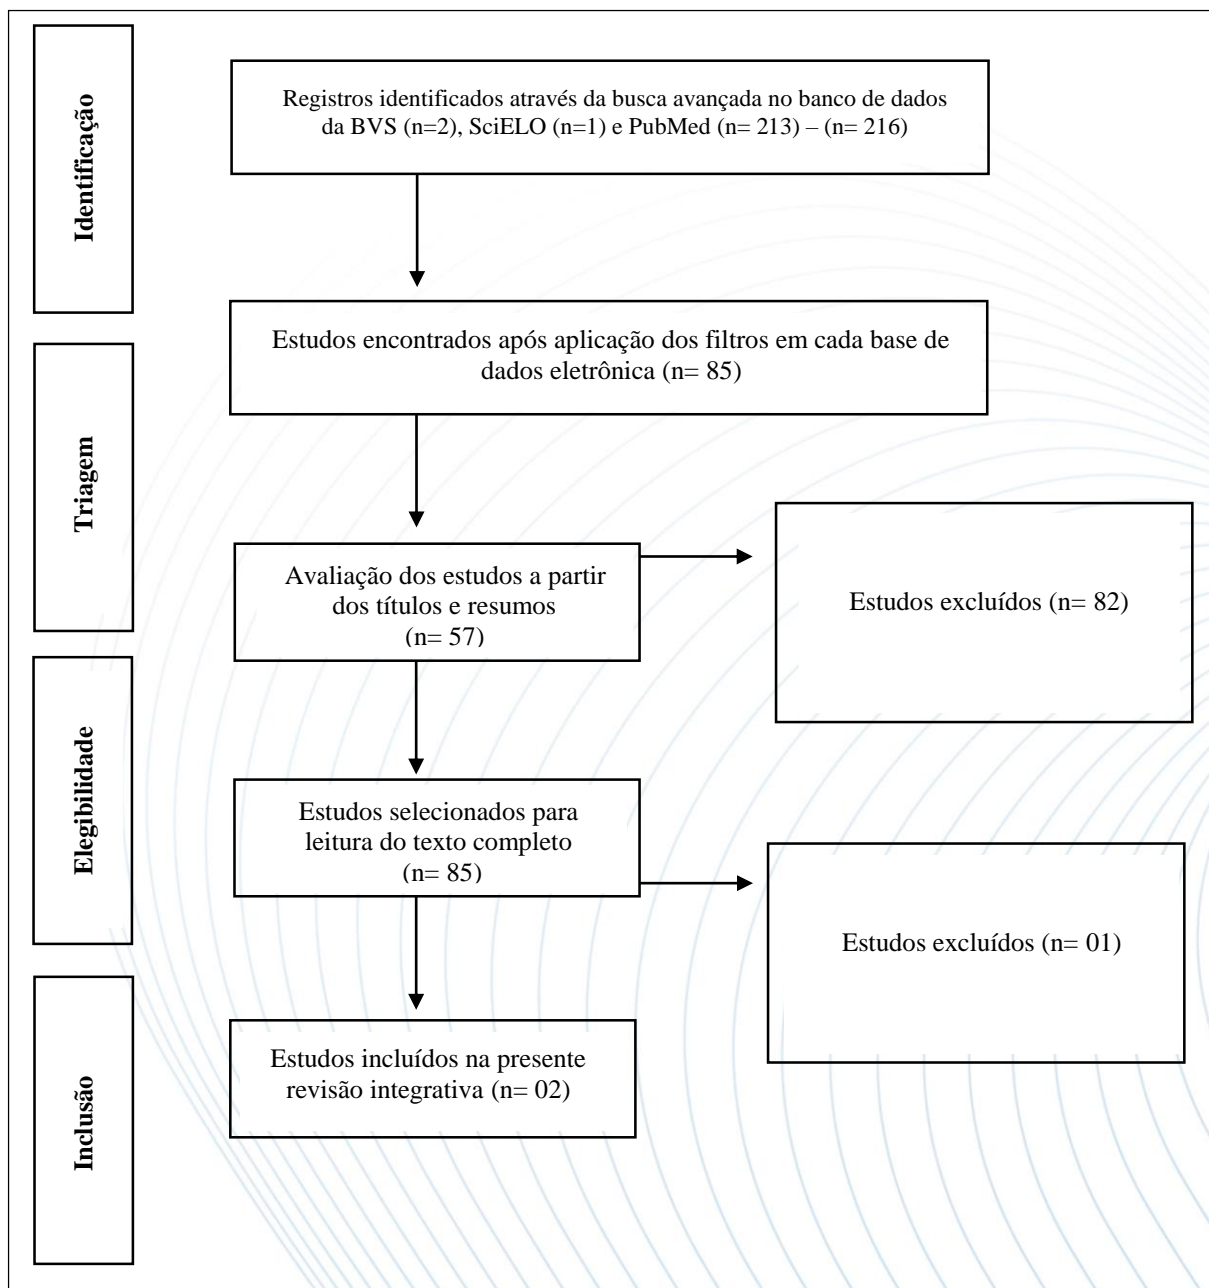 Identificação
Registros identificados através da busca avançada no banco de dados
da BVS (n=2), SciELO (n=1) e PubMed (n= 213) – (n= 216)
Estudos encontrados após aplicação dos filtros em cada base de
dados eletrônica (n= 85)
Triagem
Avaliação dos estudos a partir
dos títulos e resumos
(n= 57)
Estudos excluídos (n= 82)
Elegibilidade
Estudos selecionados para
leitura do texto completo
(n= 85)
Estudos excluídos (n= 01)
Inclusão
Estudos incluídos na presente
revisão integrativa (n= 02)